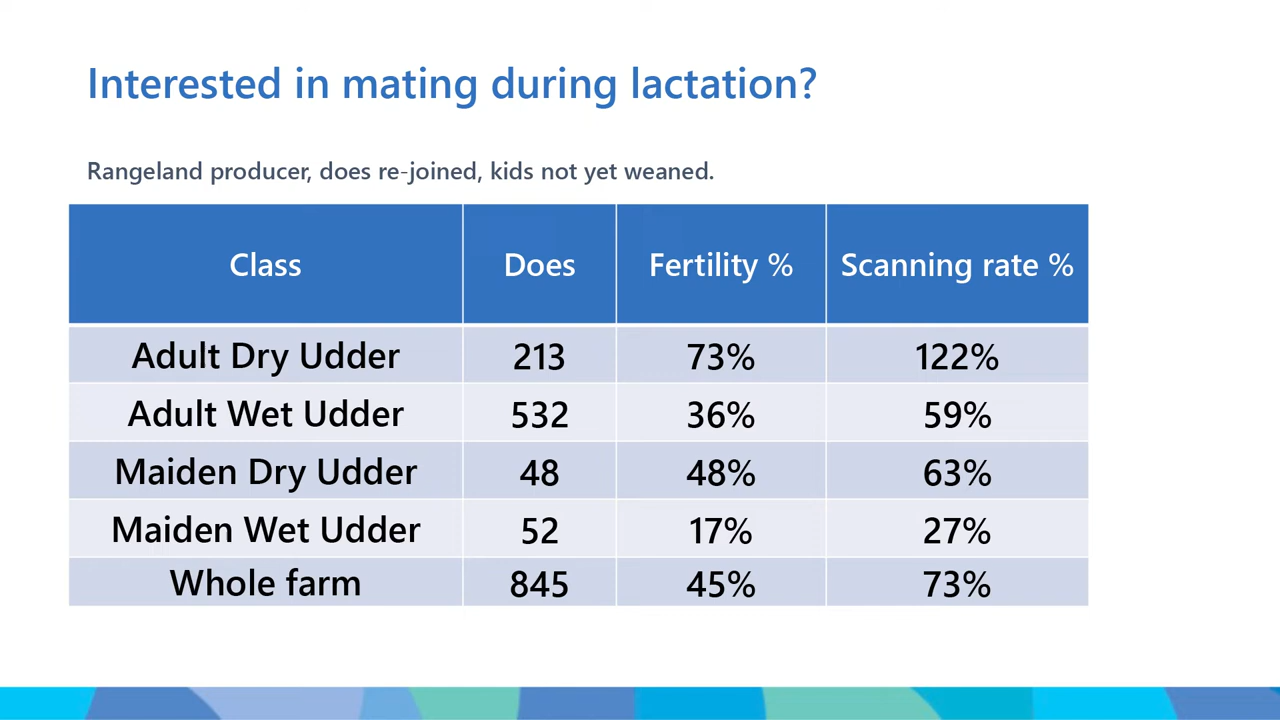 Interested in mating during lactation?
Rangeland producer, does re-joined, kids not yet weaned.
Class Does Fertility % Scanning rate %
Adult Dry Udder 213 73% 122%
Adult Wet Udder 532 36% 59%
Maiden Dry Udder 48 48% 63%
Maiden Wet Udder 52 17% 27%
Whole farm 845 45% 73%